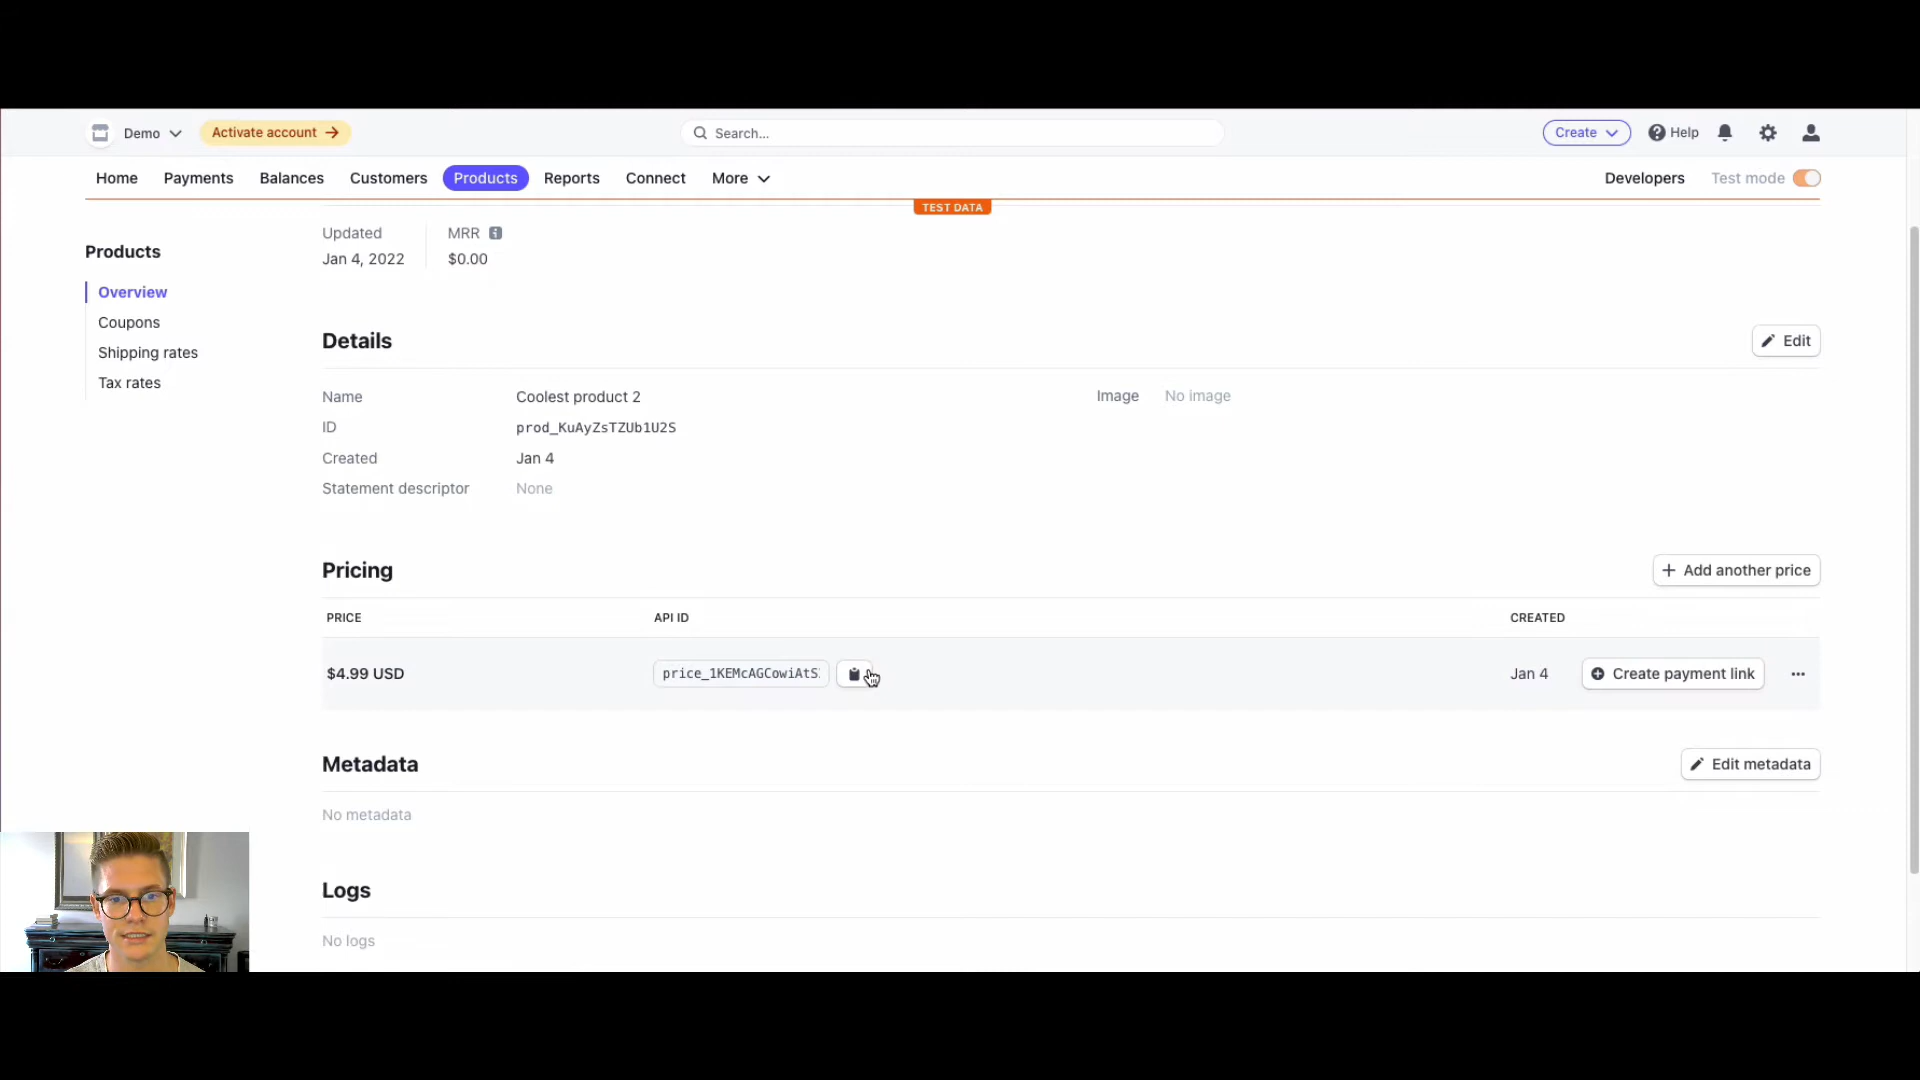 Demo
Activate account
Search...
Create
Help
Home
Payments
Balances
Customers
Products
Reports
Connect
More
Developers
Test mode
TEST DATA
Products
Overview
Coupons
Shipping rates
Tax rates
Updated
Jan 4, 2022
MRR
$0.00
Details
Edit
Name
Coolest product 2
Image
No image
ID
prod_KuAyZsTZUb1U2S
Created
Jan 4
Statement descriptor
None
Pricing
Add another price
PRICE
API ID
CREATED
$4.99 USD
price_1KEMcAGCowiAtS
Jan 4
Create payment link
Metadata
Edit metadata
No metadata
Logs
No logs